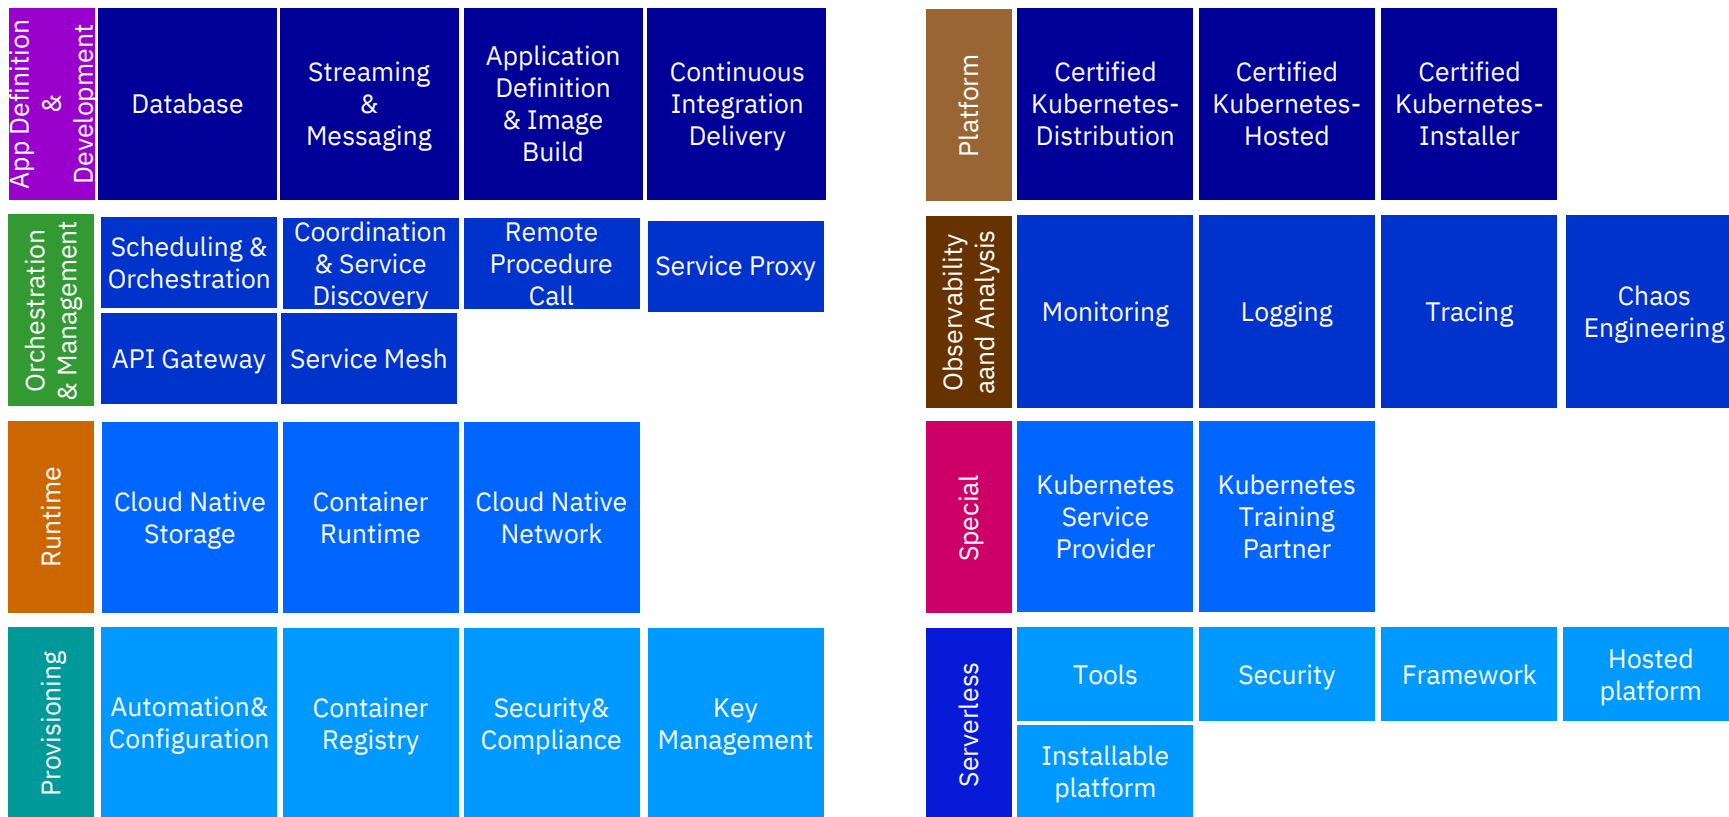 App Definition
&
Development
Database
Streaming
&
Messaging
Application
Definition
& Image
Build
Continuous
Integration
Delivery
Orchestration
& Management
Scheduling &
Orchestration
Coordination
& Service
Discovery
Remote
Procedure
Call
Service Proxy
API Gateway
Service Mesh
Runtime
Cloud Native
Storage
Container
Runtime
Cloud Native
Network
Provisioning
Automation&
Configuration
Container
Registry
Security&
Compliance
Key
Management
Platform
Certified
Kubernetes-
Distribution
Certified
Kubernetes-
Hosted
Certified
Kubernetes-
Installer
Observability
aand Analysis
Monitoring
Logging
Tracing
Chaos
Engineering
Special
Kubernetes
Service
Provider
Kubernetes
Training
Partner
Serverless
Tools
Security
Framework
Hosted
platform
Installable
platform